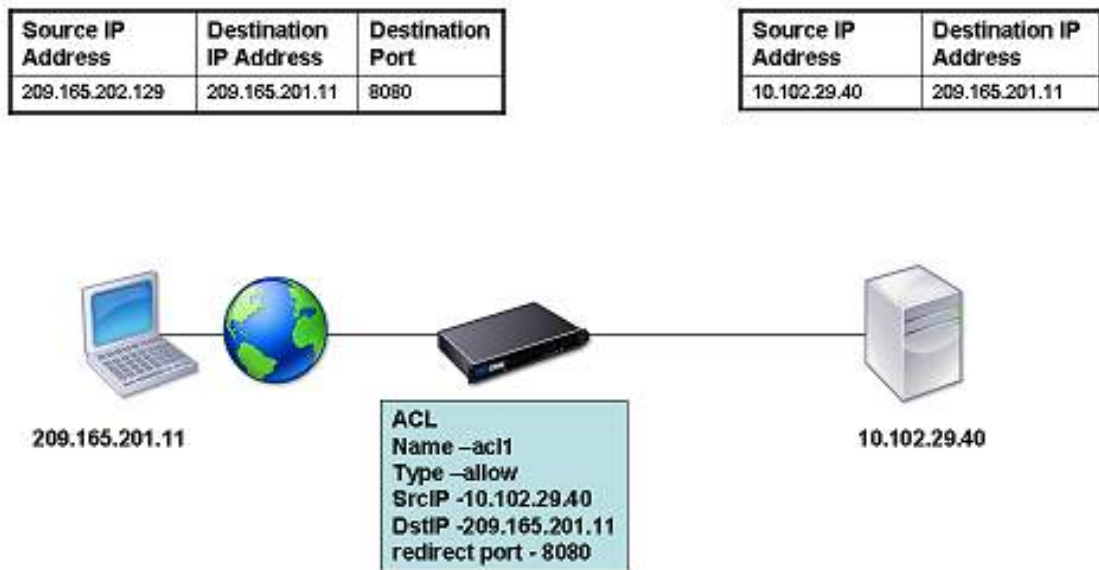 Source IP Address
Destination IP Address
Destination Port
209.165.202.129
209.165.201.11
8080
Source IP Address
Destination IP Address
10.102.29.40
209.165.201.11
209.165.201.11
10.102.29.40
ACL
Name –acl1
Type –allow
SrcIP -10.102.29.40
DstIP -209.165.201.11
redirect port - 8080